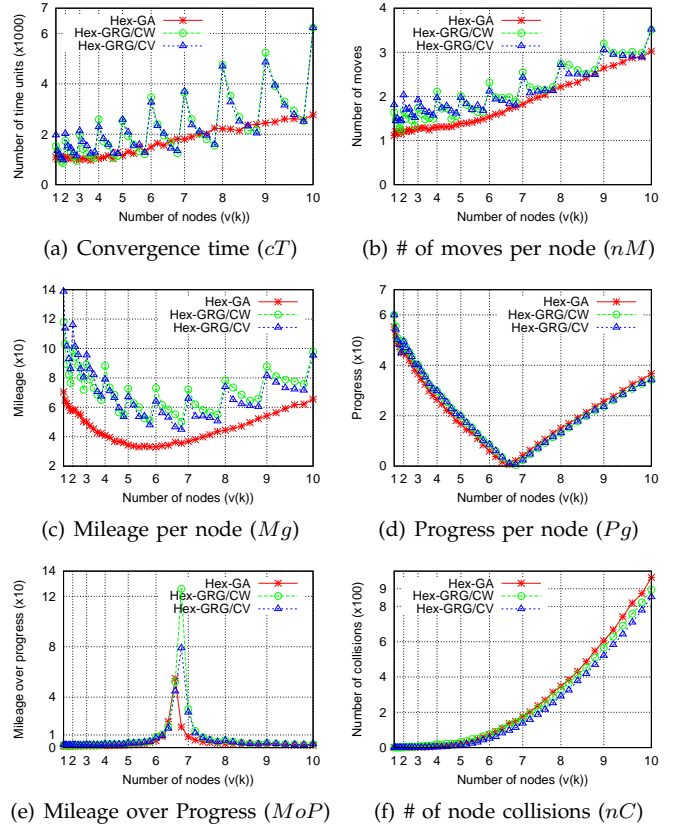 Number of time units (x1000)
7
6
4
2
0
Hex-GA
Hex-GRG/CW
Hex-GRG/CV
1 2 3 4 5 6 7 8 9 10
Number of nodes (v(k))
(a) Convergence time (cT)
Number of moves
4
3
2
1
0
Hex-GA
Hex-GRG/CW
Hex-GRG/CV
1 2 3 4 5 6 7 8 9 10
Number of nodes (v(k))
(b) # of moves per node (nM)
Mileage (x10)
14
12
10
8
6
4
2
Hex-GA
Hex-GRG/CW
Hex-GRG/CV
1 2 3 4 5 6 7 8 9 10
Number of nodes (v(k))
(c) Mileage per node (Mg)
Progress (x10)
7
6
4
2
0
Hex-GA
Hex-GRG/CW
Hex-GRG/CV
1 2 3 4 5 6 7 8 9 10
Number of nodes (v(k))
(d) Progress per node (Pg)
Mileage over progress (x10)
14
12
8
4
1
0
Hex-GA
Hex-GRG/CW
Hex-GRG/CV
1 2 3 4 5 6 7 8 9 10
Number of nodes (v(k))
(e) Mileage over Progress (MoP)
Number of collisions (x100)
9
8
6
4
2
0
Hex-GA
Hex-GRG/CW
Hex-GRG/CV
1 2 3 4 5 6 7 8 9 10
Number of nodes (v(k))
(f) # of node collisions (nC)